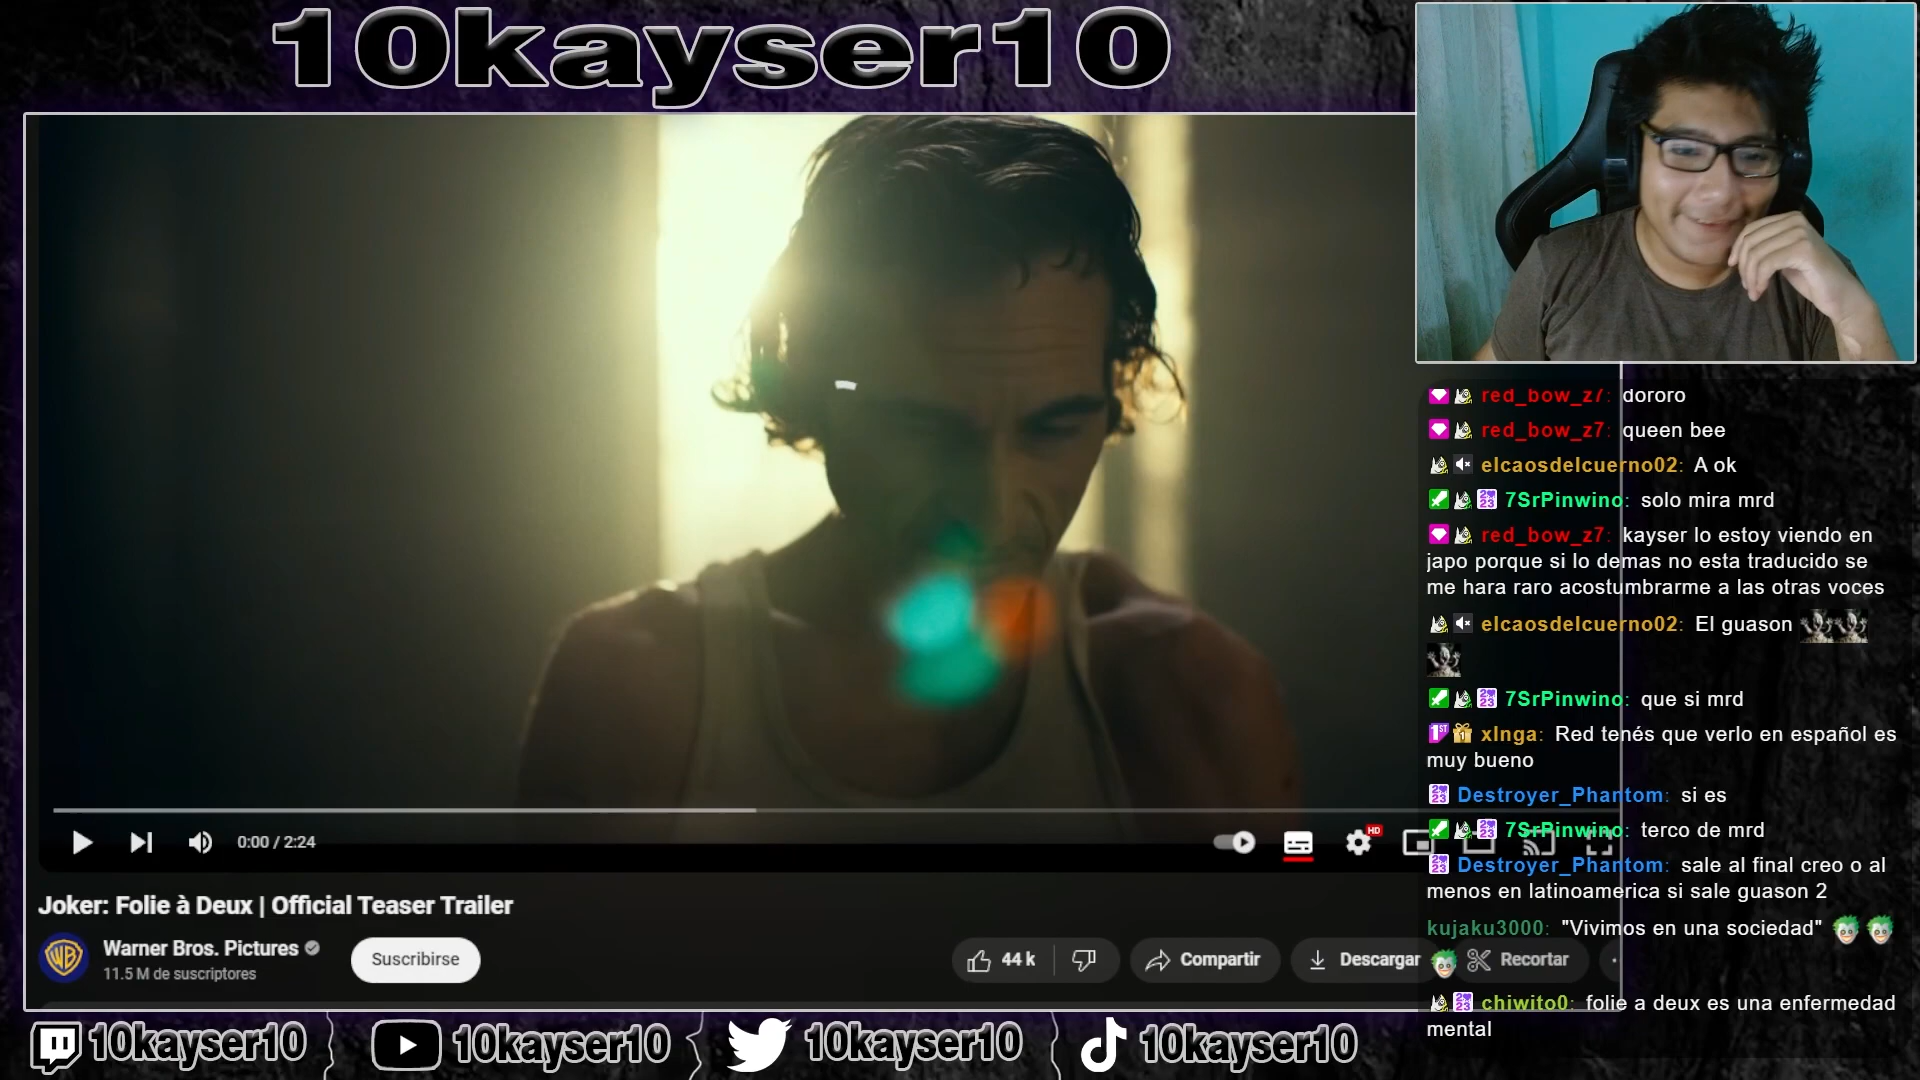 10kayser10
0:00 / 2:24
HD
Joker: Folie à Deux | Official Teaser Trailer
WB
Warner Bros. Pictures
11.5 M de suscriptores
Suscribirse
44 k
Compartir
Descargar
Recortar
red_bow_z7: dororo
red_bow_z7: queen bee
elcaosdelcuerno02: A ok
7SrPinwino: solo mira mrd
red_bow_z7: kayser lo estoy viendo en
japo porque si lo demas no esta traducido se
me hara raro acostumbrarme a las otras voces
elcaosdelcuerno02: El guason
7SrPinwino: que si mrd
xInga: Red tenés que verlo en español es
muy bueno
Destroyer_Phantom: si es
7SrPinwino: terco de mrd
Destroyer_Phantom: sale al final creo o al
menos en latinoamerica si sale guason 2
kujaku3000: "Vivimos en una sociedad"
chiwito0: folie a deux es una enfermedad
mental
10kayser10
10kayser10
10kayser10
10kayser10